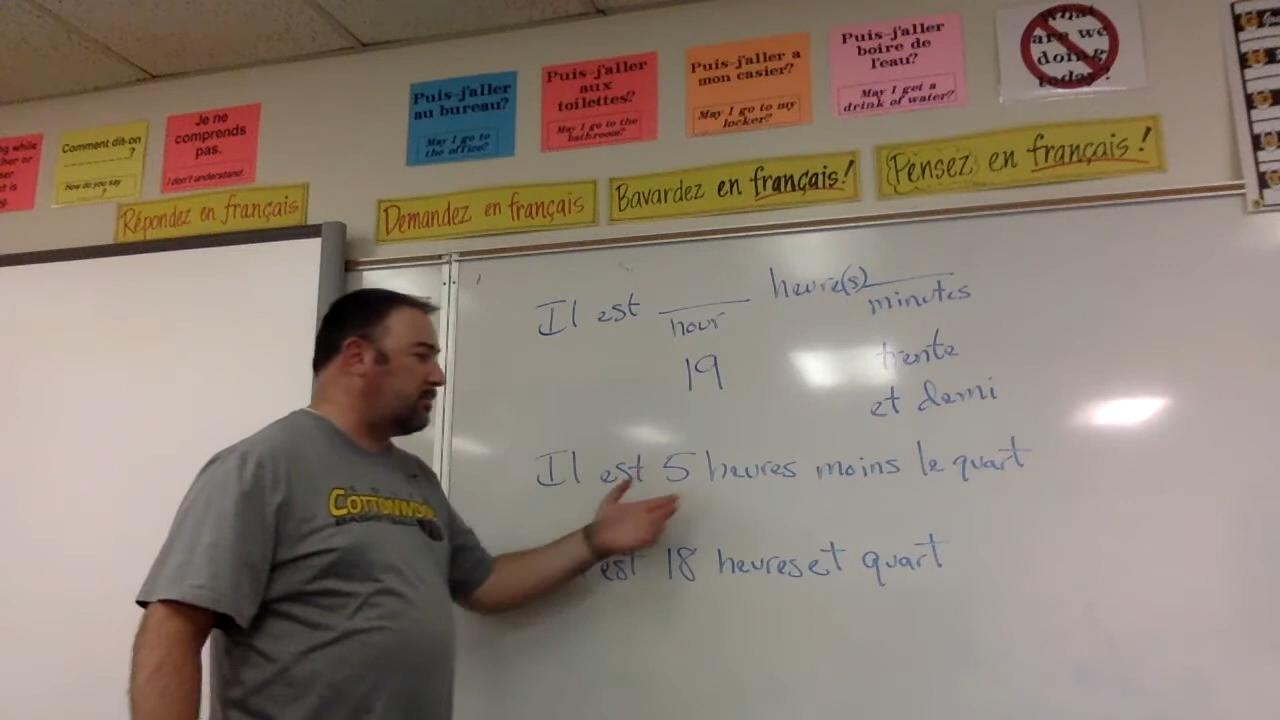 Puis-j'aller
au bureau?
May I go to
the office?
Puis-j'aller
aux
toilettes?
May I go to the
bathroom?
Puis-j'aller a
mon casier?
May I go to my
locker?
Puis-j'aller
boire de
l'eau?
May I get a
drink of water?
What
are we
doing
today?
Comment dit-on
?
How do you say
?
Je ne
comprends
pas.
I don't understand.
Répondez en français
Demandez en français
Bavardez en français!
Pensez en français!
Il est heure(s)
hour minutes
19 trente
et demi
Il est 5 heures moins le quart
est 18 heures et quart
COTTONWOOD
BASKETBALL